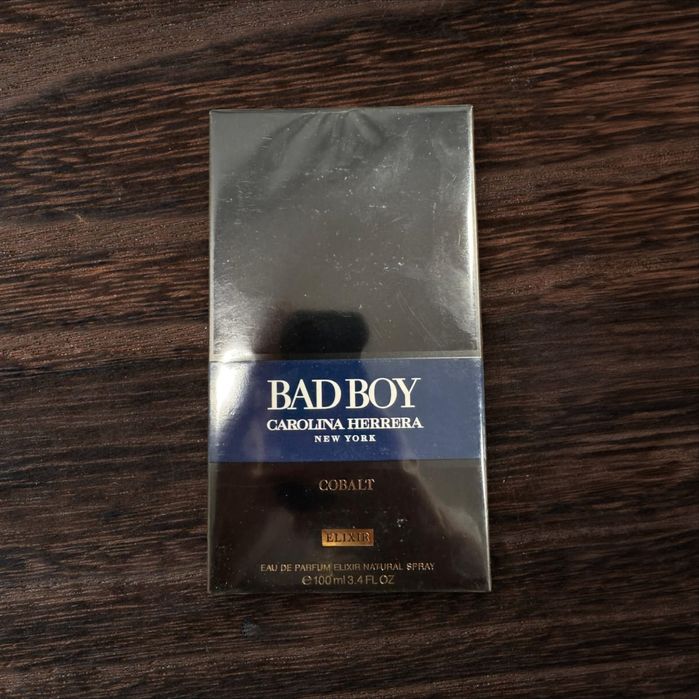 BAD BOY
CAROLINA HERRERA
NEW YORK
COBALT
ELIXIR
EAU DE PARFUM ELIXIR NATURAL SPRAY
℮ 100 ml 3.4 FL OZ